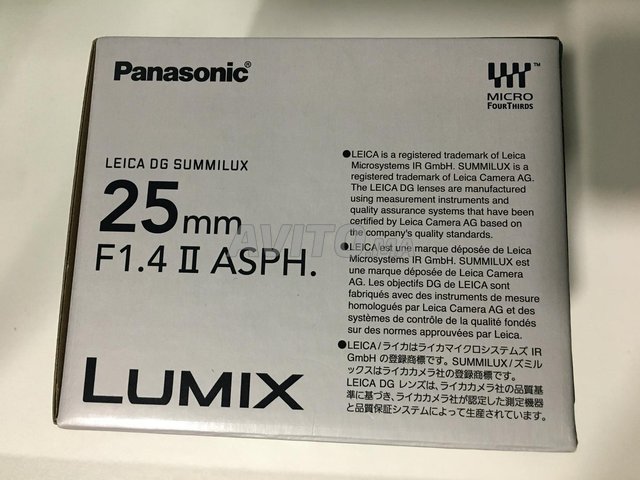 Panasonic®
MICRO
FOURTHIRDS
TM
LEICA DG SUMMILUX
25mm
F1.4 II ASPH.
LUMIX
●LEICA is a registered trademark of Leica
Microsystems IR GmbH. SUMMILUX is a
registered trademark of Leica Camera AG.
The LEICA DG lenses are manufactured
using measurement instruments and
quality assurance systems that have been
certified by Leica Camera AG based on
the company's quality standards.
●LEICA est une marque déposée de Leica
Microsystems IR GmbH. SUMMILUX est
une marque déposée de Leica Camera
AG. Les objectifs DG de LEICA sont
fabriqués avec des instruments de mesure
homologués par Leica Camera AG et des
systèmes de contrôle de la qualité fondés
sur des normes approuvées par Leica.
●LEICA/ライカはライカマイクロシステムズ IR
GmbH の登録商標です。SUMMILUX/ズミル
ックスはライカカメラ社の登録商標です。
LEICA DG レンズは、ライカカメラ社の品質基
準に基づき、ライカカメラ社が認定した測定機器
と品質保証システムによって生産されています。